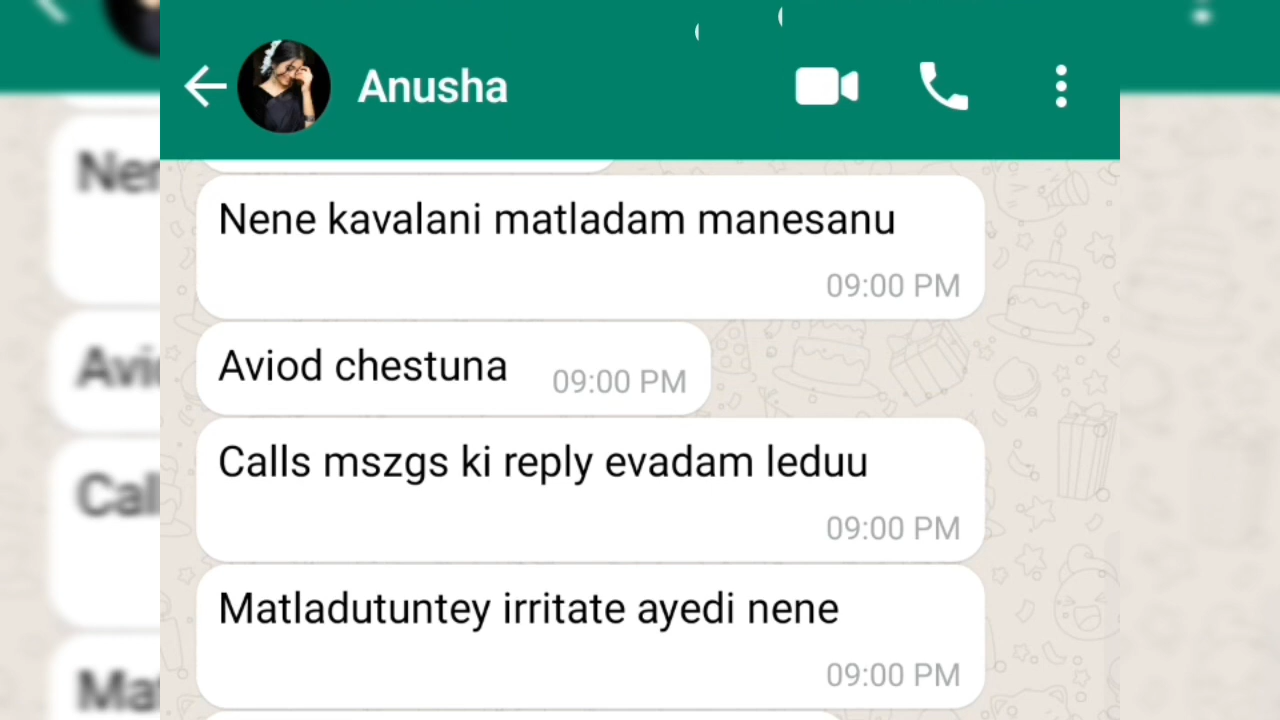 Anusha
Nene kavalani matladam manesanu
09:00 PM
Aviod chestuna 09:00 PM
Calls mszgs ki reply evadam leduu
09:00 PM
Matladutuntey irritate ayedi nene
09:00 PM